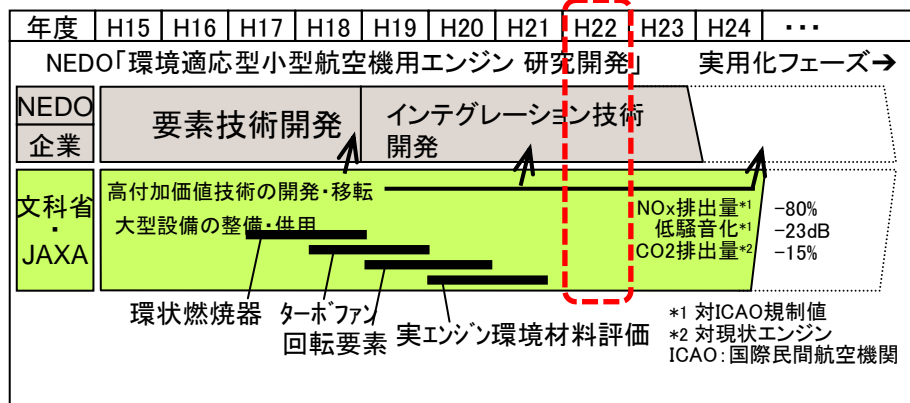 年度 H15 H16 H17 H18 H19 H20 H21 H22 H23 H24 ・・・
NEDO「環境適応型小型航空機用エンジン 研究開発」 実用化フェーズ→
NEDO
企業
要素技術開発
インテグレーション技術
開発
文科省
・
JAXA
高付加価値技術の開発・移転
大型設備の整備・供用
NOx排出量*1 -80%
低騒音化*1 -23dB
CO2排出量*2 -15%
環状燃焼器
ターボファン
回転要素
実エンジン環境材料評価
*1 対ICAO規制値
*2 対現状エンジン
ICAO:国際民間航空機関